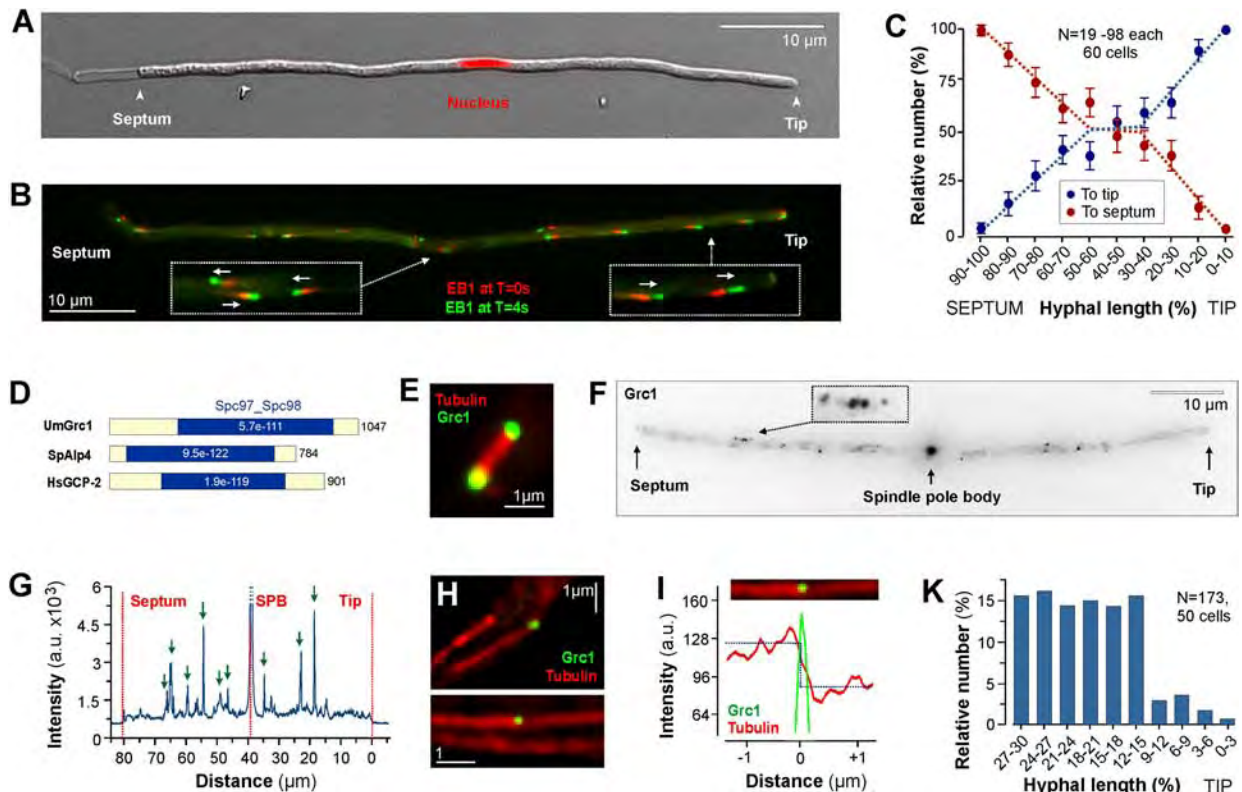 A
10 µm
Septum
Nucleus
Tip
B
Septum
Tip
EB1 at T=0s
EB1 at T=4s
10 µm
C
Relative number (%)
100
75
50
25
0
N=19 -98 each
60 cells
To tip
To septum
90-100
80-90
70-80
60-70
50-60
40-50
30-40
20-30
10-20
0-10
SEPTUM Hyphal length (%) TIP
D
Spc97_Spc98
UmGrc1 5.7e-111 1047
SpAlp4 9.5e-122 784
HsGCP-2 1.9e-119 901
E
Tubulin
Grc1
1µm
F
Grc1
10 µm
Septum
Spindle pole body
Tip
G
Intensity (a.u. x10³)
6
4.5
3
1.5
0
Septum SPB Tip
80 60 40 20 0
Distance (µm)
H
1µm
Grc1
Tubulin
1
I
Intensity (a.u.)
160
128
96
64
Grc1
Tubulin
-1 0 +1
Distance (µm)
K
Relative number (%)
15
10
5
0
N=173,
50 cells
27-30
24-27
21-24
18-21
15-18
12-15
9-12
6-9
3-6
0-3
Hyphal length (%) TIP